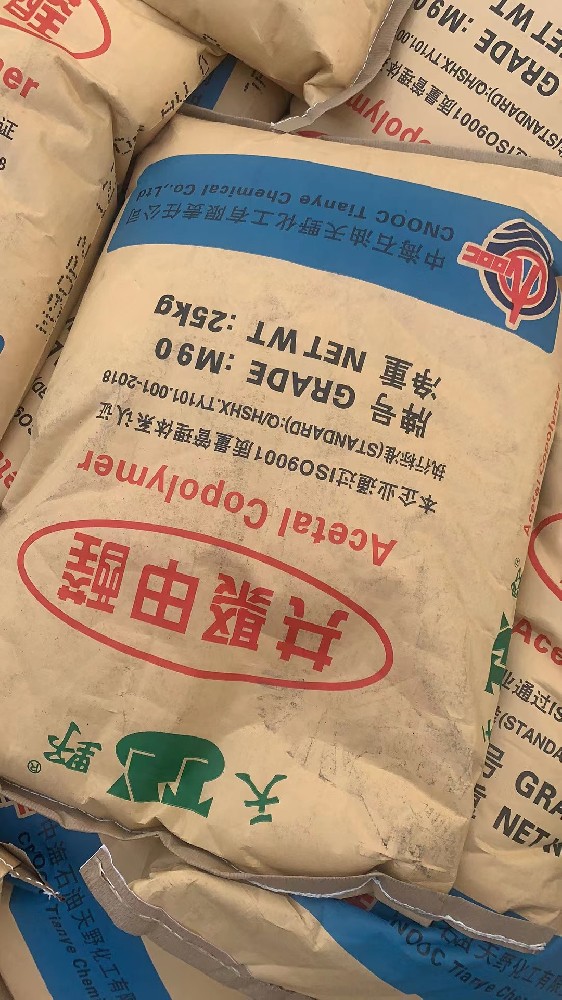 天野®
共聚甲醛
Acetal Copolymer
本企业通过ISO9001质量管理体系认证
执行标准(STANDARD):Q/HSHX.TY101.001-2018
牌号 GRADE :M90
净重 NET WT :25kg
中海石油天野化工有限责任公司
CNOOC Tianye Chemical Co.,Ltd